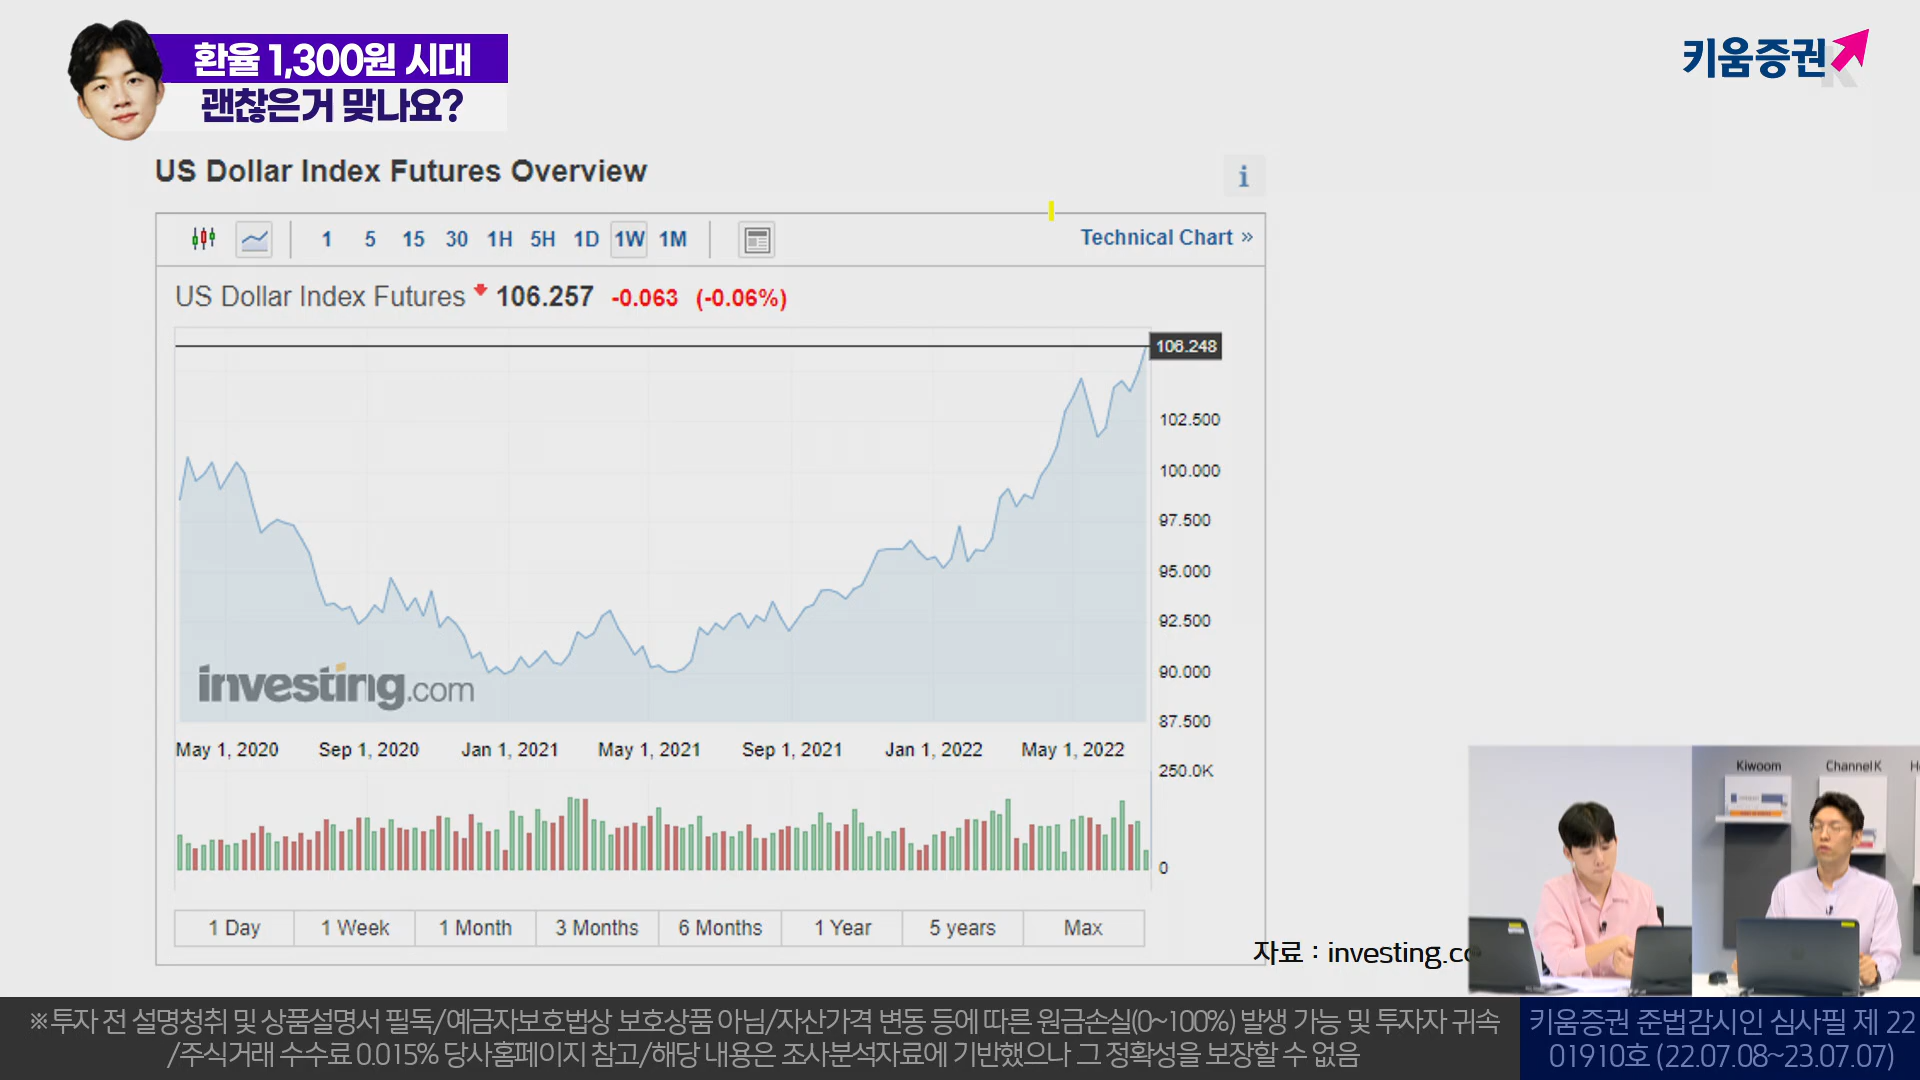 환율 1,300원 시대
괜찮은거 맞나요?
키움증권
US Dollar Index Futures Overview
i
1 5 15 30 1H 5H 1D 1W 1M
Technical Chart »
US Dollar Index Futures 106.257 -0.063 (-0.06%)
106.248
102.500
100.000
97.500
95.000
92.500
90.000
87.500
investing.com
May 1, 2020 Sep 1, 2020 Jan 1, 2021 May 1, 2021 Sep 1, 2021 Jan 1, 2022 May 1, 2022
250.0K
0
1 Day 1 Week 1 Month 3 Months 6 Months 1 Year 5 years Max
자료 : investing.c
Kiwoom ChannelK H
※투자 전 설명청취 및 상품설명서 필독/예금자보호법상 보호상품 아님/자산가격 변동 등에 따른 원금손실(0~100%) 발생 가능 및 투자자 귀속
/주식거래 수수료 0.015% 당사홈페이지 참고/해당 내용은 조사분석자료에 기반했으나 그 정확성을 보장할 수 없음
키움증권 준법감시인 심사필 제 22
01910호 (22.07.08~23.07.07)